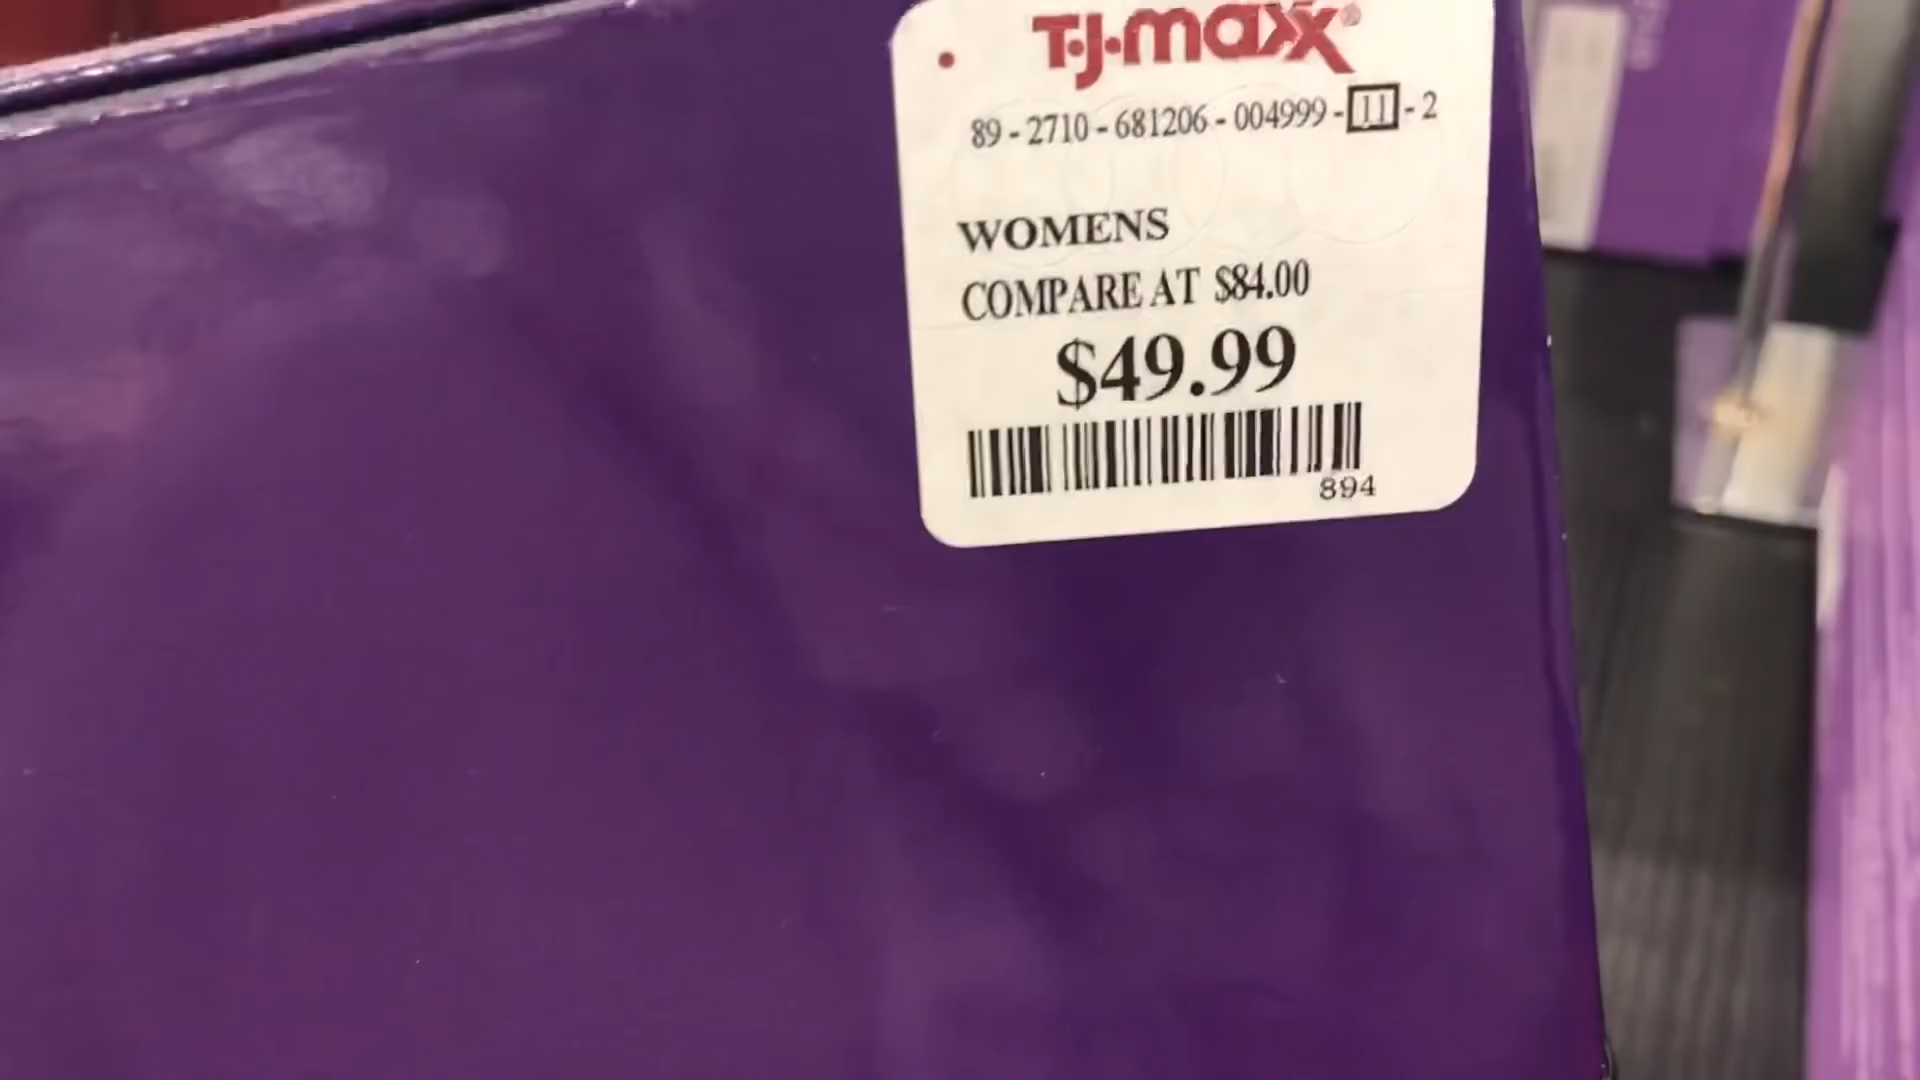 T·J·maxx®
89-2710-681206-004999-11-2
WOMENS
COMPARE AT $84.00
$49.99
894